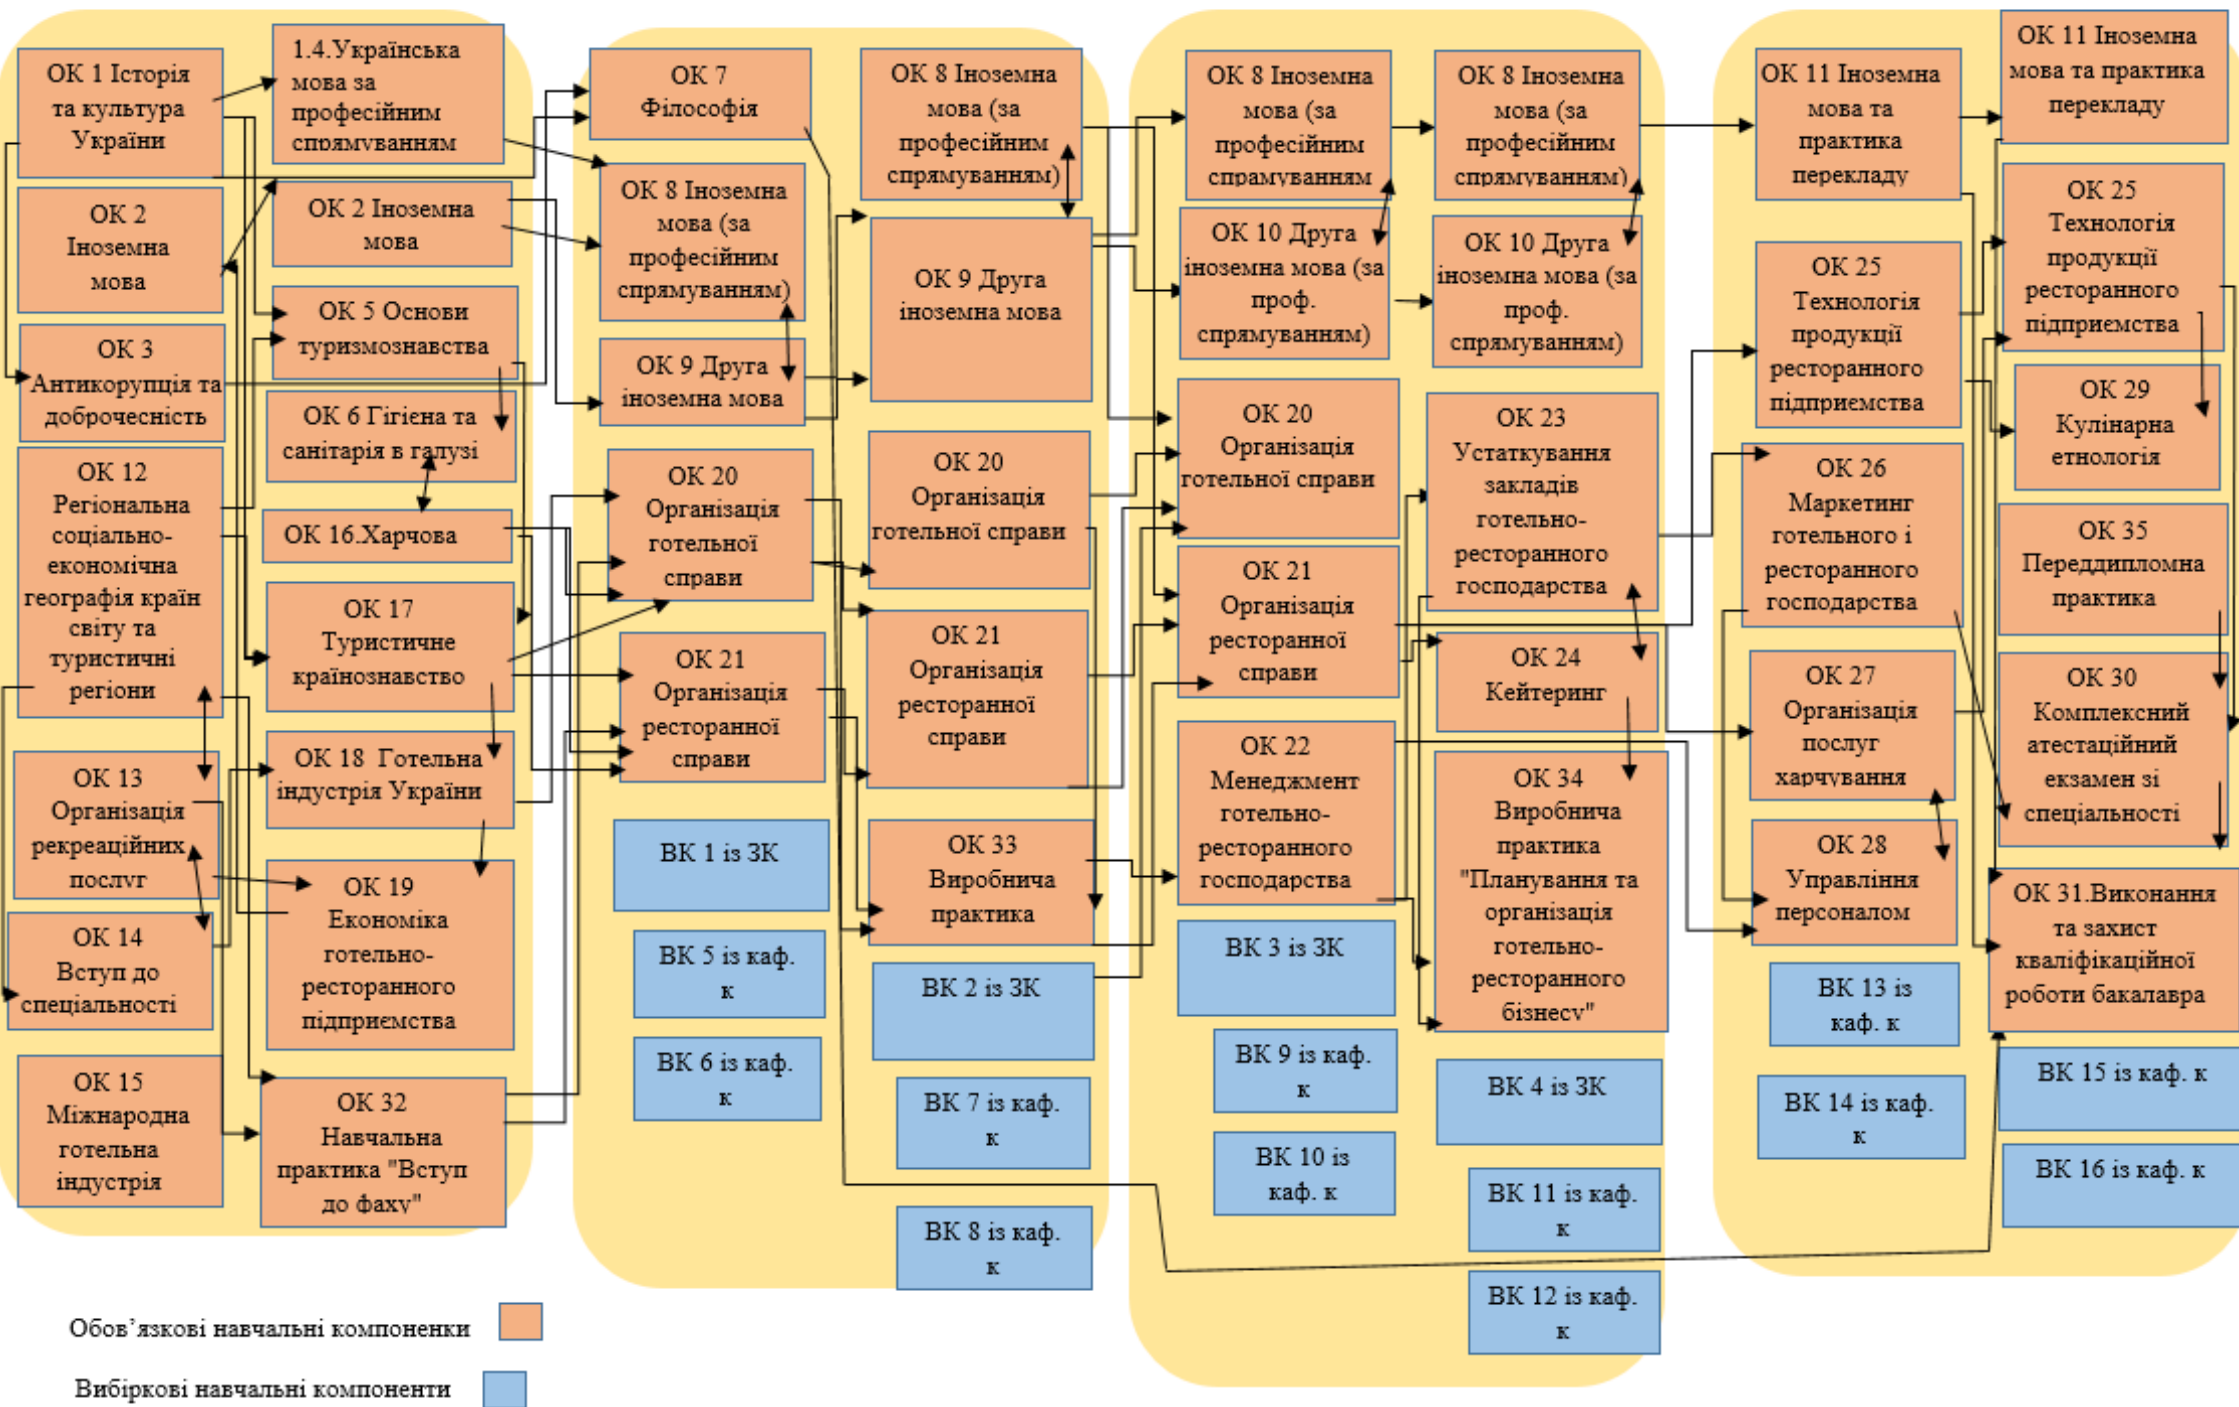 ОК 1 Історія
та культура
України
ОК 2
Іноземна
мова
ОК 3
Антикорупція та
доброчесність
ОК 12
Регіональна
соціально-
економічна
географія країн
світу та
туристичні
регіони
ОК 13
Організація
рекреаційних
послуг
ОК 14
Вступ до
спеціальності
ОК 15
Міжнародна
готельна
індустрія
1.4.Українська
мова за
професійним
спрямуванням
ОК 2 Іноземна
мова
ОК 5 Основи
туризмознавства
ОК 6 Гігієна та
санітарія в галузі
ОК 16.Харчова
ОК 17
Туристичне
країнознавство
ОК 18 Готельна
індустрія України
ОК 19
Економіка
готельно-
ресторанного
підприємства
ОК 32
Навчальна
практика "Вступ
до фаху"
ОК 7
Філософія
ОК 8 Іноземна
мова (за
професійним
спрямуванням)
ОК 9 Друга
іноземна мова
ОК 20
Організація
готельної
справи
ОК 21
Організація
ресторанної
справи
ВК 1 із ЗК
ВК 5 із каф.
к
ВК 6 із каф.
к
ОК 8 Іноземна
мова (за
професійним
спрямуванням)
ОК 9 Друга
іноземна мова
ОК 20
Організація
готельної справи
ОК 21
Організація
ресторанної
справи
ОК 33
Виробнича
практика
ВК 2 із ЗК
ВК 7 із каф.
к
ВК 8 із каф.
к
ОК 8 Іноземна
мова (за
професійним
спрамуванням
ОК 10 Друга
іноземна мова (за
проф.
спрямуванням)
ОК 20
Організація
готельної справи
ОК 21
Організація
ресторанної
справи
ОК 22
Менеджмент
готельно-
ресторанного
господарства
ВК 3 із ЗК
ВК 9 із каф.
к
ВК 10 із
каф. к
ОК 8 Іноземна
мова (за
професійним
спрямуванням)
ОК 10 Друга
іноземна мова (за
проф.
спрямуванням)
ОК 23
Устаткування
закладів
готельно-
ресторанного
господарства
ОК 24
Кейтеринг
ОК 34
Виробнича
практика
"Планування та
організація
готельно-
ресторанного
бізнесу"
ВК 4 із ЗК
ВК 11 із каф.
к
ВК 12 із каф.
к
ОК 11 Іноземна
мова та
практика
перекладу
ОК 25
Технологія
продукції
ресторанного
підприємства
ОК 26
Маркетинг
готельного і
ресторанного
господарства
ОК 27
Організація
послуг
харчування
ОК 28
Управління
персоналом
ВК 13 із
каф. к
ВК 14 із каф.
к
ОК 11 Іноземна
мова та практика
перекладу
ОК 25
Технологія
продукції
ресторанного
підприємства
ОК 29
Кулінарна
етнологія
ОК 35
Переддипломна
практика
ОК 30
Комплексний
атестаційний
екзамен зі
спеціальності
ОК 31.Виконання
та захист
кваліфікаційної
роботи бакалавра
ВК 15 із каф. к
ВК 16 із каф. к
Обов’язкові навчальні компоненки
Вибіркові навчальні компоненти